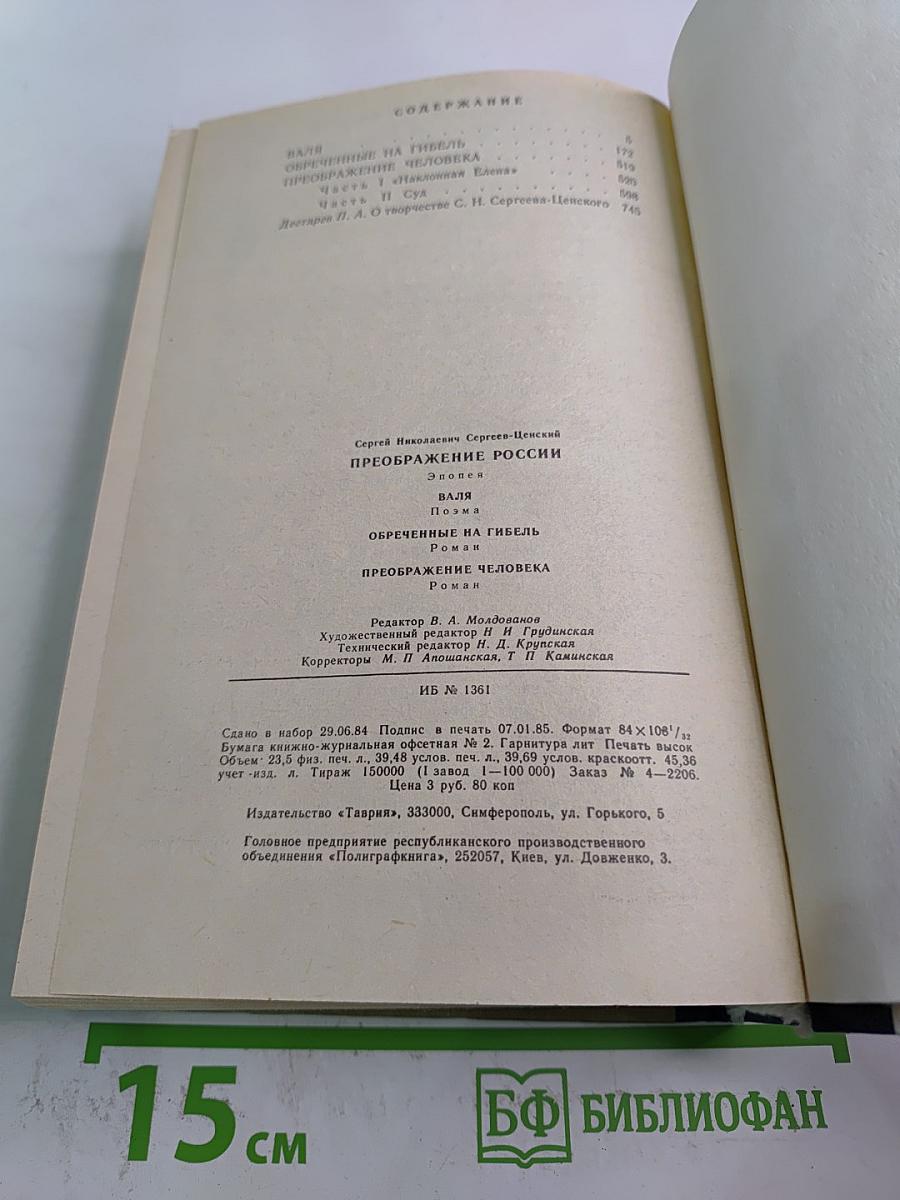 СОДЕРЖАНИЕ
ВАЛЯ . . . . . . . . . . 5
ОБРЕЧЕННЫЕ НА ГИБЕЛЬ . . . . . . 172
ПРЕОБРАЖЕНИЕ ЧЕЛОВЕКА . . . . . . 519
Часть I «Наклонная Елена» . . . .
Часть II Суд . . . . . . . 598
П. А. О творчестве С. Н. Сергеева-Ценского 745
Сергей Николаевич Сергеев-Ценский
ПРЕОБРАЖЕНИЕ РОССИИ
Эпопея
ВАЛЯ
Поэма
ОБРЕЧЕННЫЕ НА ГИБЕЛЬ
Роман
ПРЕОБРАЖЕНИЕ ЧЕЛОВЕКА
Роман
Редактор В. А. Молдованов
Художественный редактор Н И Грудинская
Технический редактор Н. Д. Крупская
Корректоры М. П Апошанская, Т П Каминская
ИБ № 1361
Сдано в набор 29.06.84 Подпис в печать 07.01.85. Формат 84×108¹/₃₂
Бумага книжно-журнальная офсетная № 2. Гарнитура лит Печать высок
Объем 23,5 физ. печ. л., 39,48 услов. печ. л., 39,69 услов. краскоотт. 45,36
учет-изд. л. Тираж 150000 (I завод 1—100 000) Заказ № 4—2206.
Цена 3 руб. 80 коп
Издательство «Таврия», 333000, Симферополь, ул. Горького, 5
Головное предприятие республиканского производственного
объединения «Полиграфкнига», 252057, Киев, ул. Довженко, 3.
15 см
БФ БИБЛИОФАН